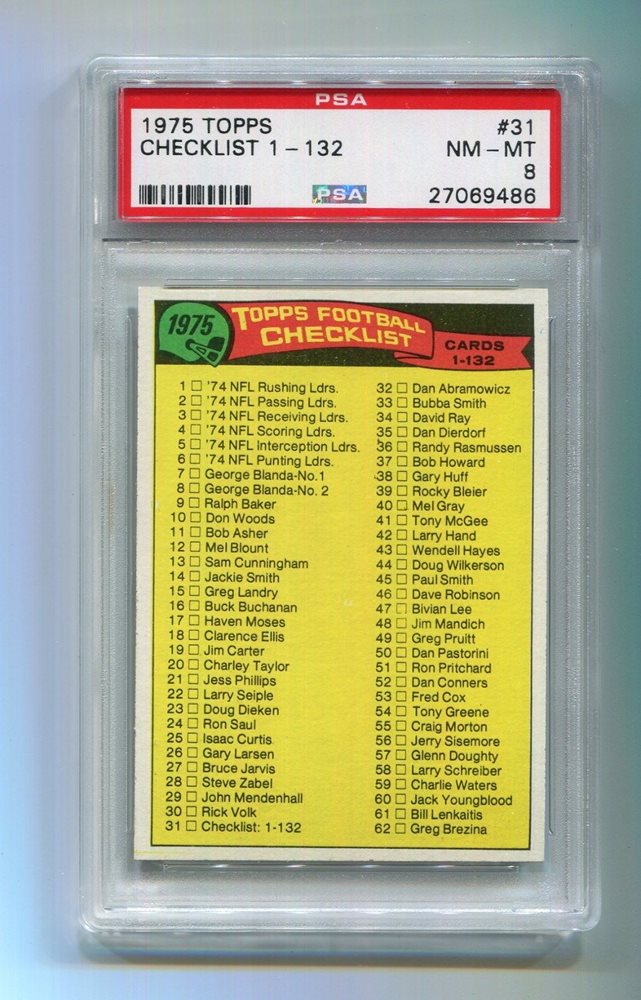 PSA
1975 TOPPS #31
CHECKLIST 1 - 132 NM - MT
8
PSA 27069486
1975
TOPPS FOOTBALL
CHECKLIST
CARDS
1-132
1 ☐ '74 NFL Rushing Ldrs.
2 ☐ '74 NFL Passing Ldrs.
3 ☐ '74 NFL Receiving Ldrs.
4 ☐ '74 NFL Scoring Ldrs.
5 ☐ '74 NFL Interception Ldrs.
6 ☐ '74 NFL Punting Ldrs.
7 ☐ George Blanda-No.1
8 ☐ George Blanda-No. 2
9 ☐ Ralph Baker
10 ☐ Don Woods
11 ☐ Bob Asher
12 ☐ Mel Blount
13 ☐ Sam Cunningham
14 ☐ Jackie Smith
15 ☐ Greg Landry
16 ☐ Buck Buchanan
17 ☐ Haven Moses
18 ☐ Clarence Ellis
19 ☐ Jim Carter
20 ☐ Charley Taylor
21 ☐ Jess Phillips
22 ☐ Larry Seiple
23 ☐ Doug Dieken
24 ☐ Ron Saul
25 ☐ Isaac Curtis
26 ☐ Gary Larsen
27 ☐ Bruce Jarvis
28 ☐ Steve Zabel
29 ☐ John Mendenhall
30 ☐ Rick Volk
31 ☐ Checklist: 1-132
32 ☐ Dan Abramowicz
33 ☐ Bubba Smith
34 ☐ David Ray
35 ☐ Dan Dierdorf
36 ☐ Randy Rasmussen
37 ☐ Bob Howard
38 ☐ Gary Huff
39 ☐ Rocky Bleier
40 ☐ Mel Gray
41 ☐ Tony McGee
42 ☐ Larry Hand
43 ☐ Wendell Hayes
44 ☐ Doug Wilkerson
45 ☐ Paul Smith
46 ☐ Dave Robinson
47 ☐ Bivian Lee
48 ☐ Jim Mandich
49 ☐ Greg Pruitt
50 ☐ Dan Pastorini
51 ☐ Ron Pritchard
52 ☐ Dan Conners
53 ☐ Fred Cox
54 ☐ Tony Greene
55 ☐ Craig Morton
56 ☐ Jerry Sisemore
57 ☐ Glenn Doughty
58 ☐ Larry Schreiber
59 ☐ Charlie Waters
60 ☐ Jack Youngblood
61 ☐ Bill Lenkaitis
62 ☐ Greg Brezina